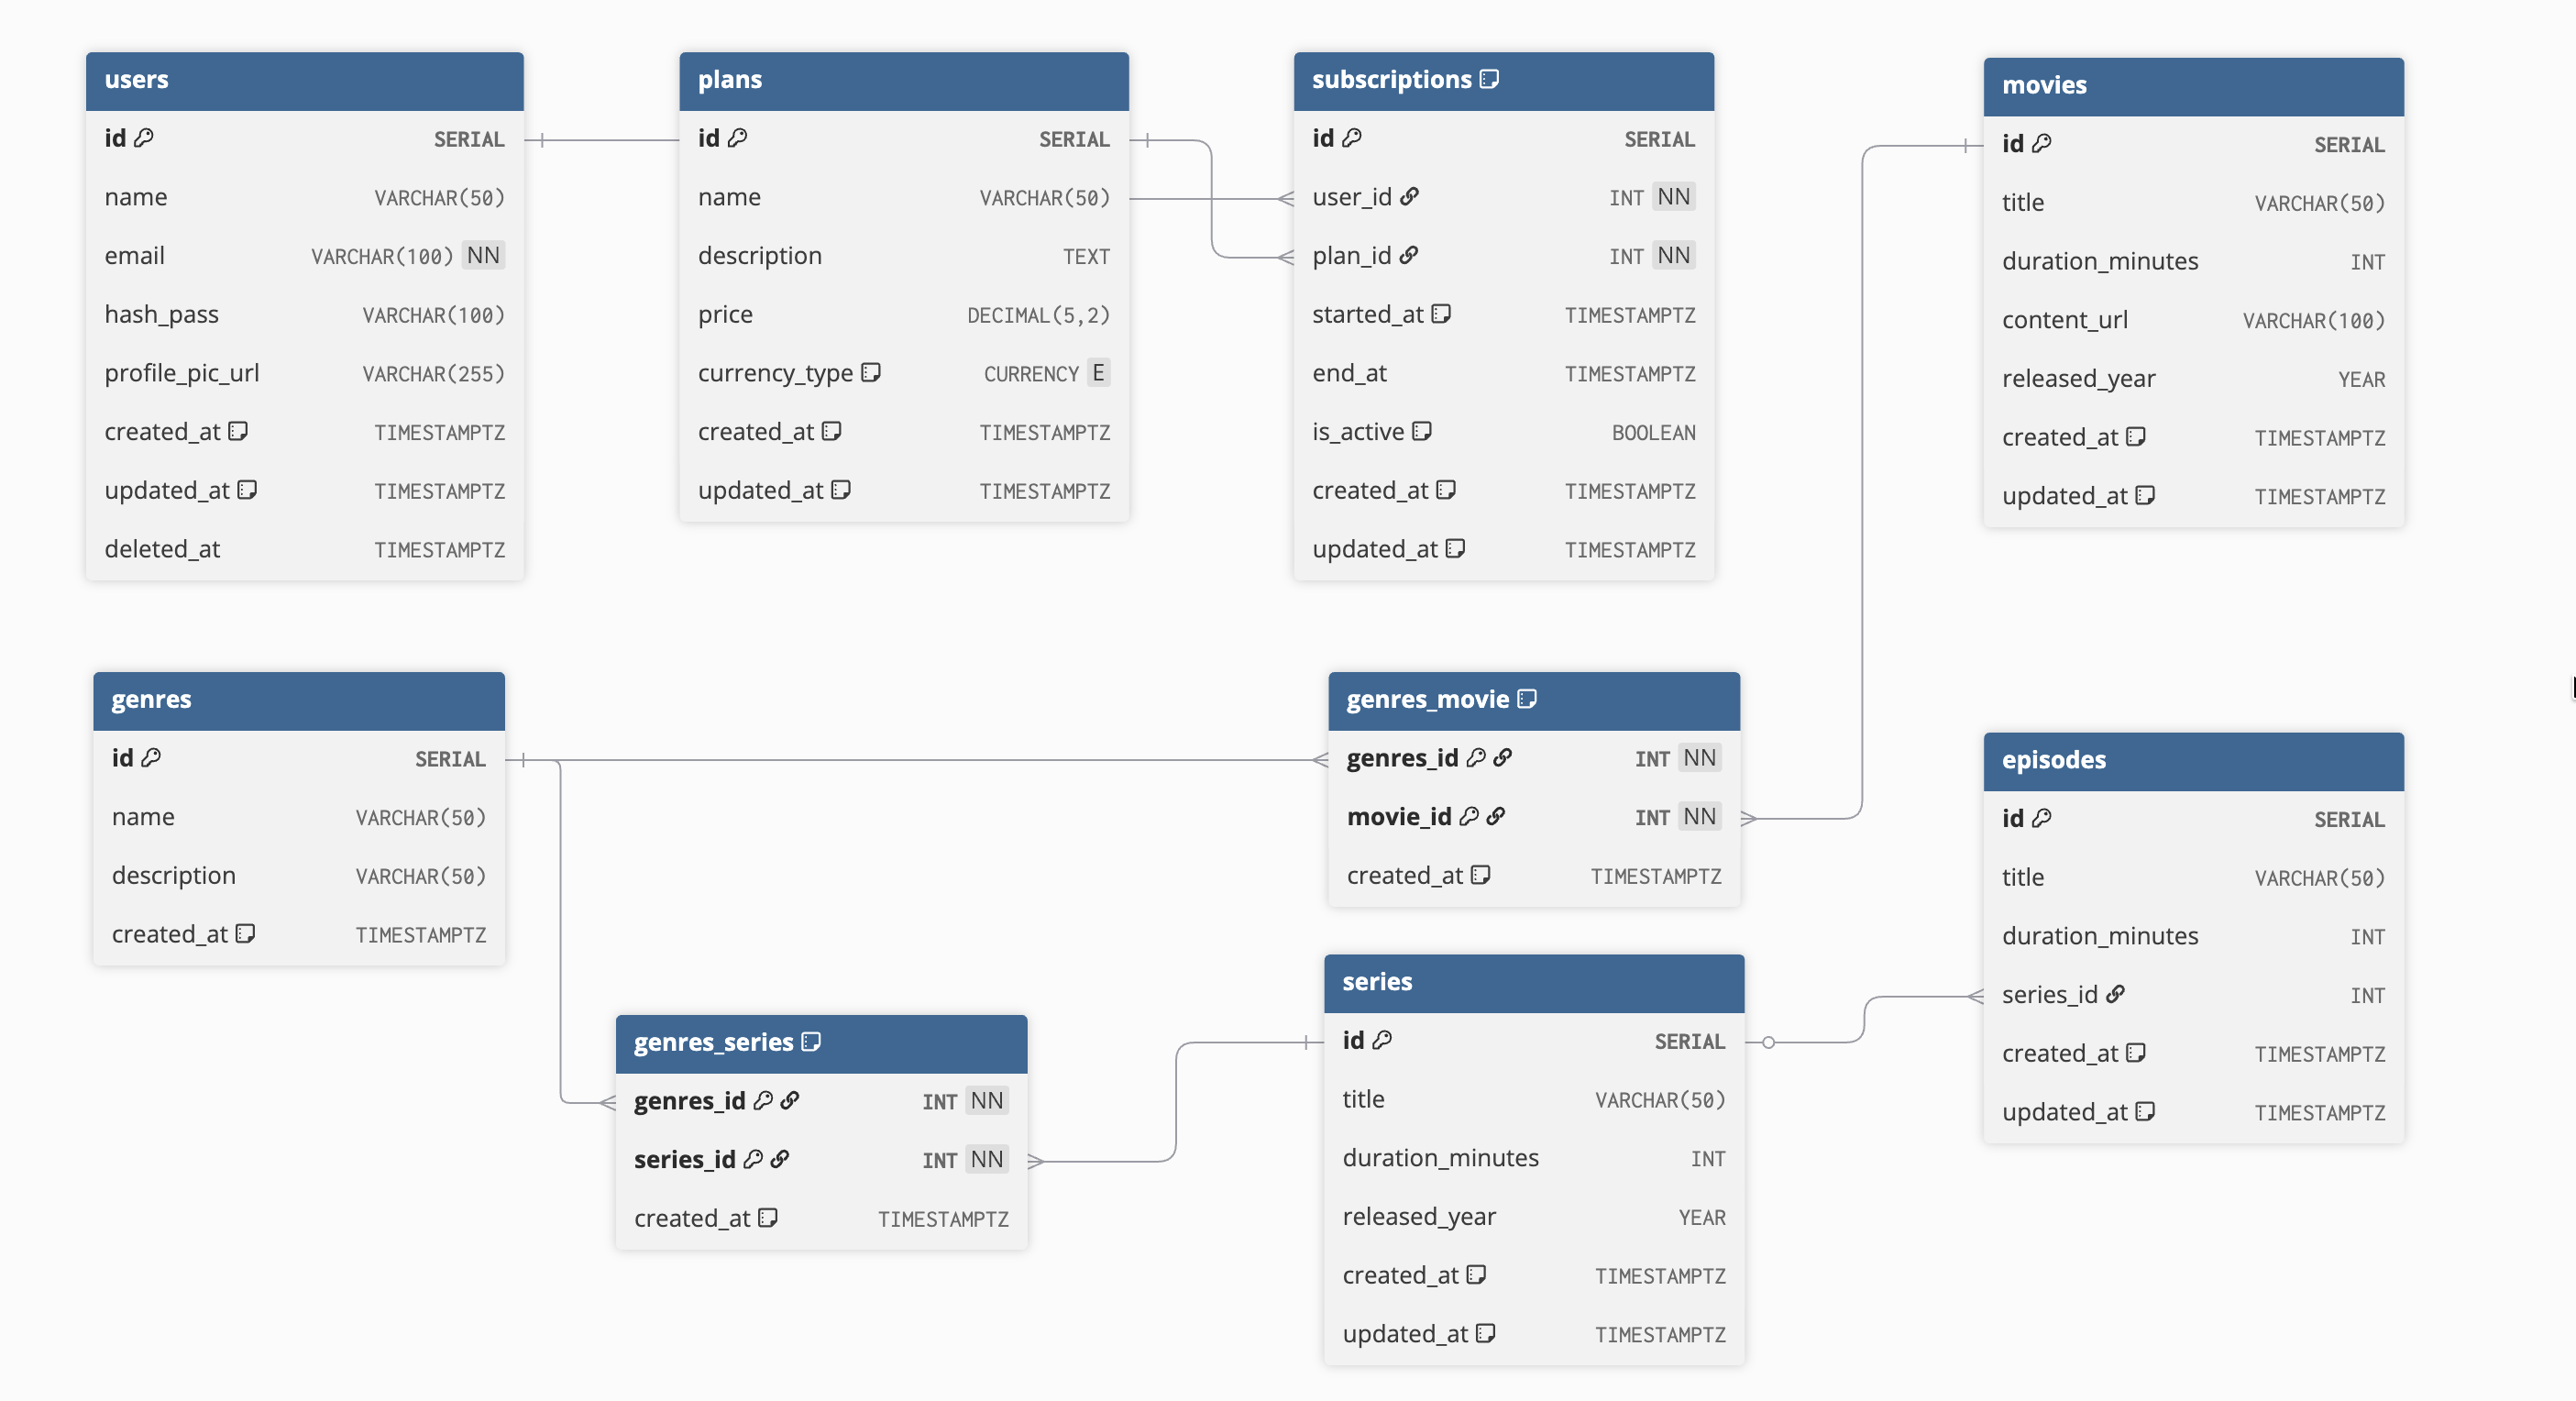 users
id SERIAL
name VARCHAR(50)
email VARCHAR(100) NN
hash_pass VARCHAR(100)
profile_pic_url VARCHAR(255)
created_at TIMESTAMPTZ
updated_at TIMESTAMPTZ
deleted_at TIMESTAMPTZ
plans
id SERIAL
name VARCHAR(50)
description TEXT
price DECIMAL(5,2)
currency_type CURRENCY E
created_at TIMESTAMPTZ
updated_at TIMESTAMPTZ
subscriptions
id SERIAL
user_id INT NN
plan_id INT NN
started_at TIMESTAMPTZ
end_at TIMESTAMPTZ
is_active BOOLEAN
created_at TIMESTAMPTZ
updated_at TIMESTAMPTZ
movies
id SERIAL
title VARCHAR(50)
duration_minutes INT
content_url VARCHAR(100)
released_year YEAR
created_at TIMESTAMPTZ
updated_at TIMESTAMPTZ
genres
id SERIAL
name VARCHAR(50)
description VARCHAR(50)
created_at TIMESTAMPTZ
genres_movie
genres_id INT NN
movie_id INT NN
created_at TIMESTAMPTZ
episodes
id SERIAL
title VARCHAR(50)
duration_minutes INT
series_id INT
created_at TIMESTAMPTZ
updated_at TIMESTAMPTZ
genres_series
genres_id INT NN
series_id INT NN
created_at TIMESTAMPTZ
series
id SERIAL
title VARCHAR(50)
duration_minutes INT
released_year YEAR
created_at TIMESTAMPTZ
updated_at TIMESTAMPTZ